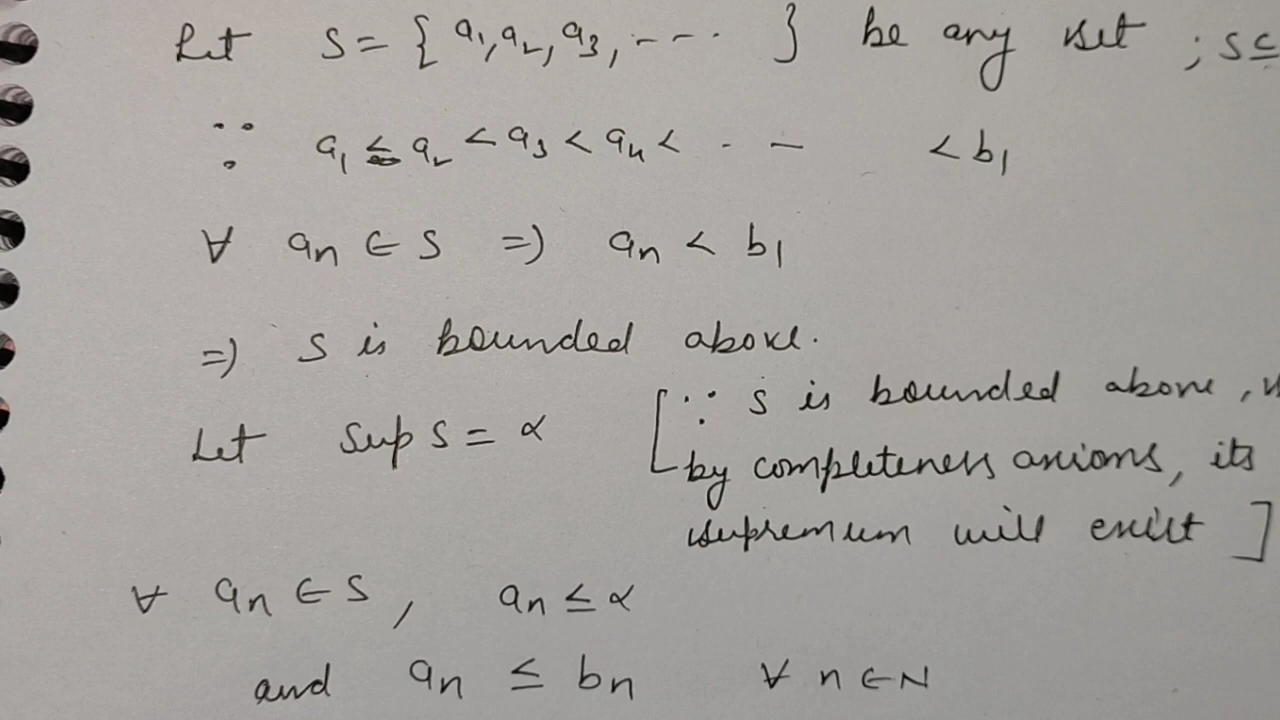 Let S = { a₁, a₂, a₃, ---- } be any set ; S ⊆
∵ a₁ ≤ a₂ < a₃ < a₄ < . . – < b₁
∀ aₙ ∈ S ⇒ aₙ < b₁
⇒ S is bounded above.
Let Sup S = α [∵ S is bounded above,
by completeness axioms, its
supremum will exist ]
∀ aₙ ∈ S, aₙ ≤ α
and aₙ ≤ bₙ ∀ n ∈ N